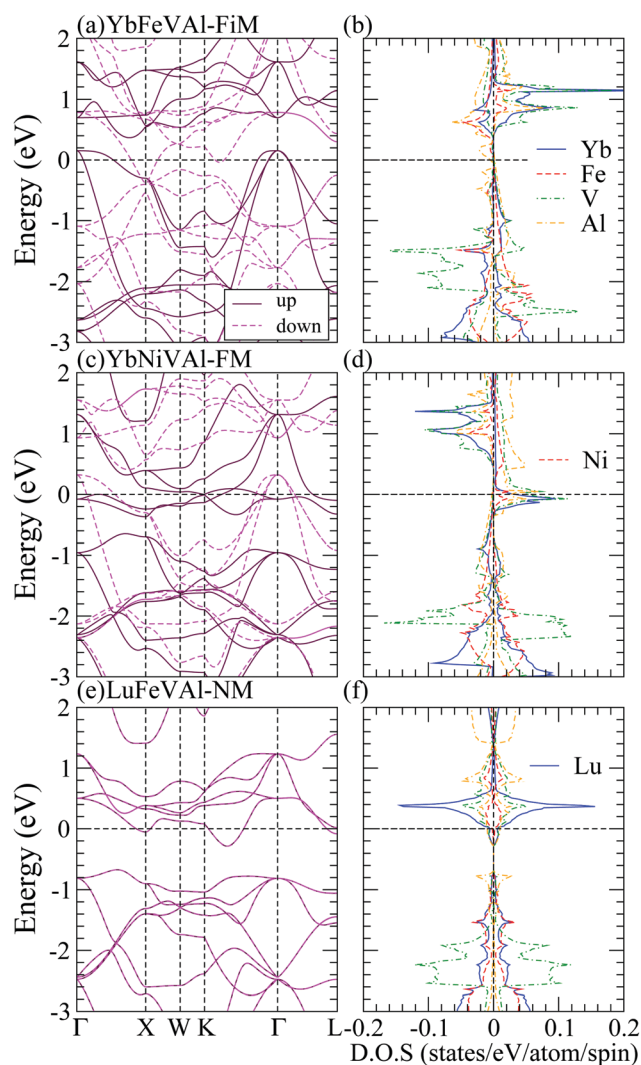 (a)YbFeVAl-FiM
(b)
2
1
0
-1
-2
-3
Energy (eV)
up
down
Yb
Fe
V
Al
(c)YbNiVAl-FM
(d)
2
1
0
-1
-2
-3
Energy (eV)
Ni
(e)LuFeVAl-NM
(f)
2
1
0
-1
-2
-3
Energy (eV)
Lu
Γ X W K Γ L
-0.2 -0.1 0 0.1 0.2
D.O.S (states/eV/atom/spin)